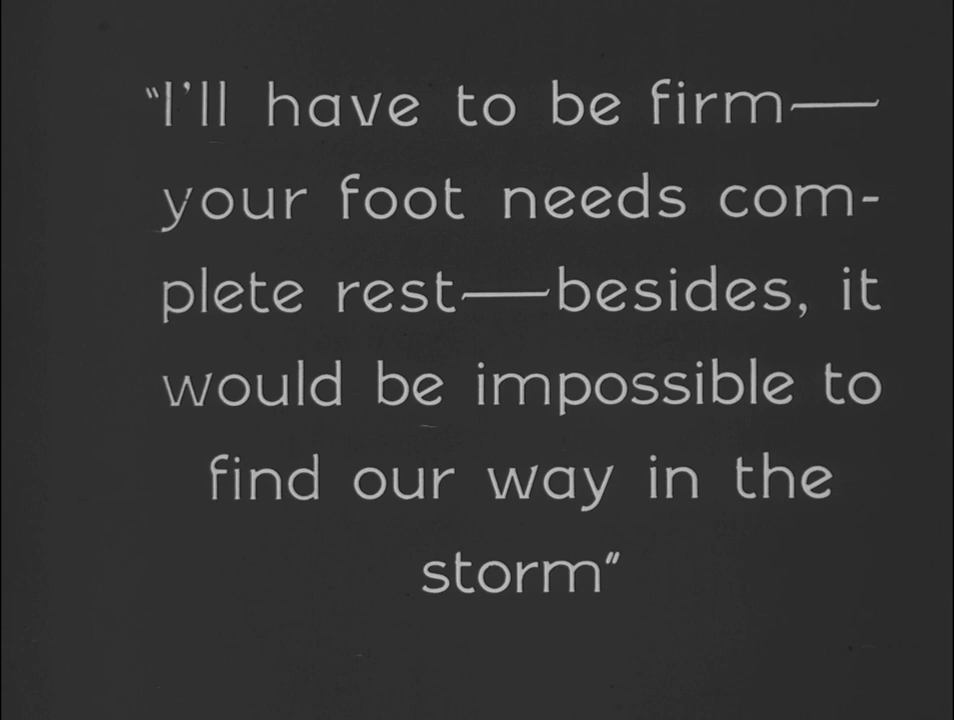 "I'll have to be firm—
your foot needs com-
plete rest—besides, it
would be impossible to
find our way in the
storm"